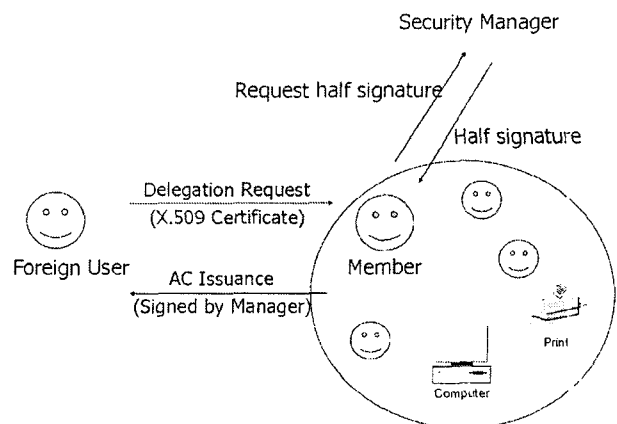 Security Manager
Request half signature
Half signature
Delegation Request
(X.509 Certificate)
Foreign User
Member
AC Issuance
(Signed by Manager)
Print
Computer